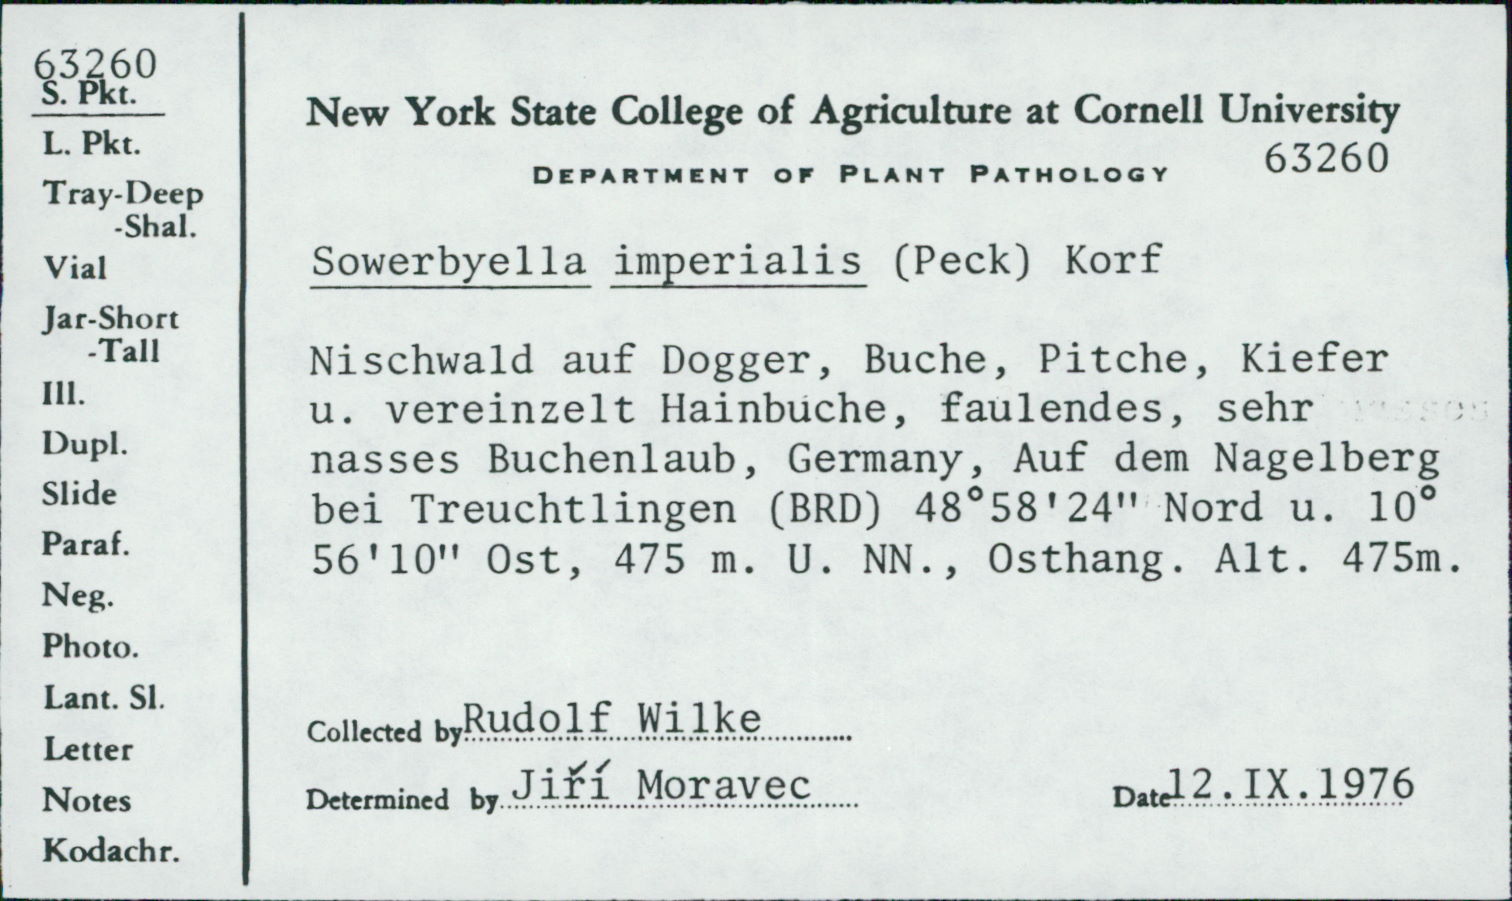 63260
S. Pkt.
L. Pkt.
Tray-Deep
-Shal.
Vial
Jar-Short
-Tall
Ill.
Dupl.
Slide
Paraf.
Neg.
Photo.
Lant. Sl.
Letter
Notes
Kodachr.
New York State College of Agriculture at Cornell University
DEPARTMENT OF PLANT PATHOLOGY
63260
Sowerbyella imperialis (Peck) Korf
Nischwald auf Dogger, Buche, Pitche, Kiefer
u. vereinzelt Hainbuche, faulendes, sehr
nasses Buchenlaub, Germany, Auf dem Nagelberg
bei Treuchtlingen (BRD) 48°58'24" Nord u. 10°
56'10" Ost, 475 m. U. NN., Osthang. Alt. 475m.
Collected by Rudolf Wilke
Determined by Jiří Moravec
Date 12.IX.1976